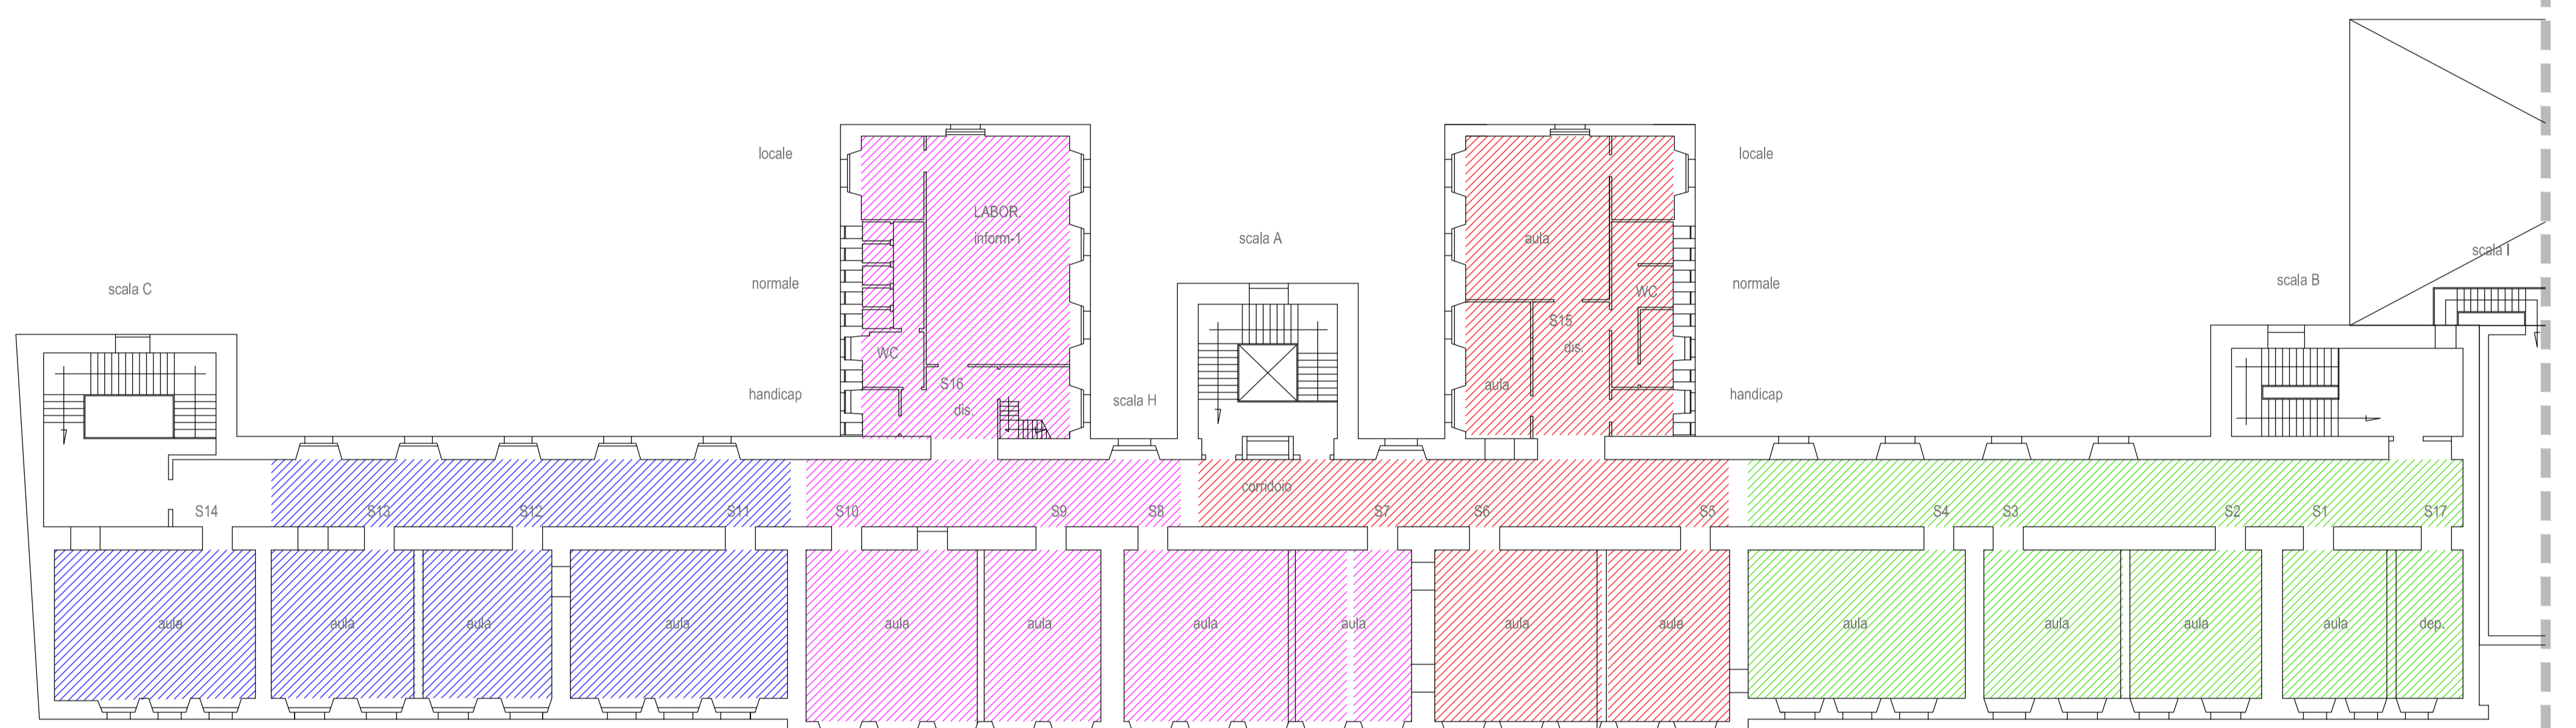 locale
locale
LABOR.
inform-1
scala A
aula
scala I
scala C
normale
normale
scala B
WC
S15
dis.
WC
S16
dis.
aula
handicap
scala H
handicap
corridoio
S14
S13
S12
S11
S10
S9
S8
S7
S6
S5
S4
S3
S2
S1
S17
aula
aula
aula
aula
aula
aula
aula
aula
aula
aula
aula
aula
aula
aula
dep.